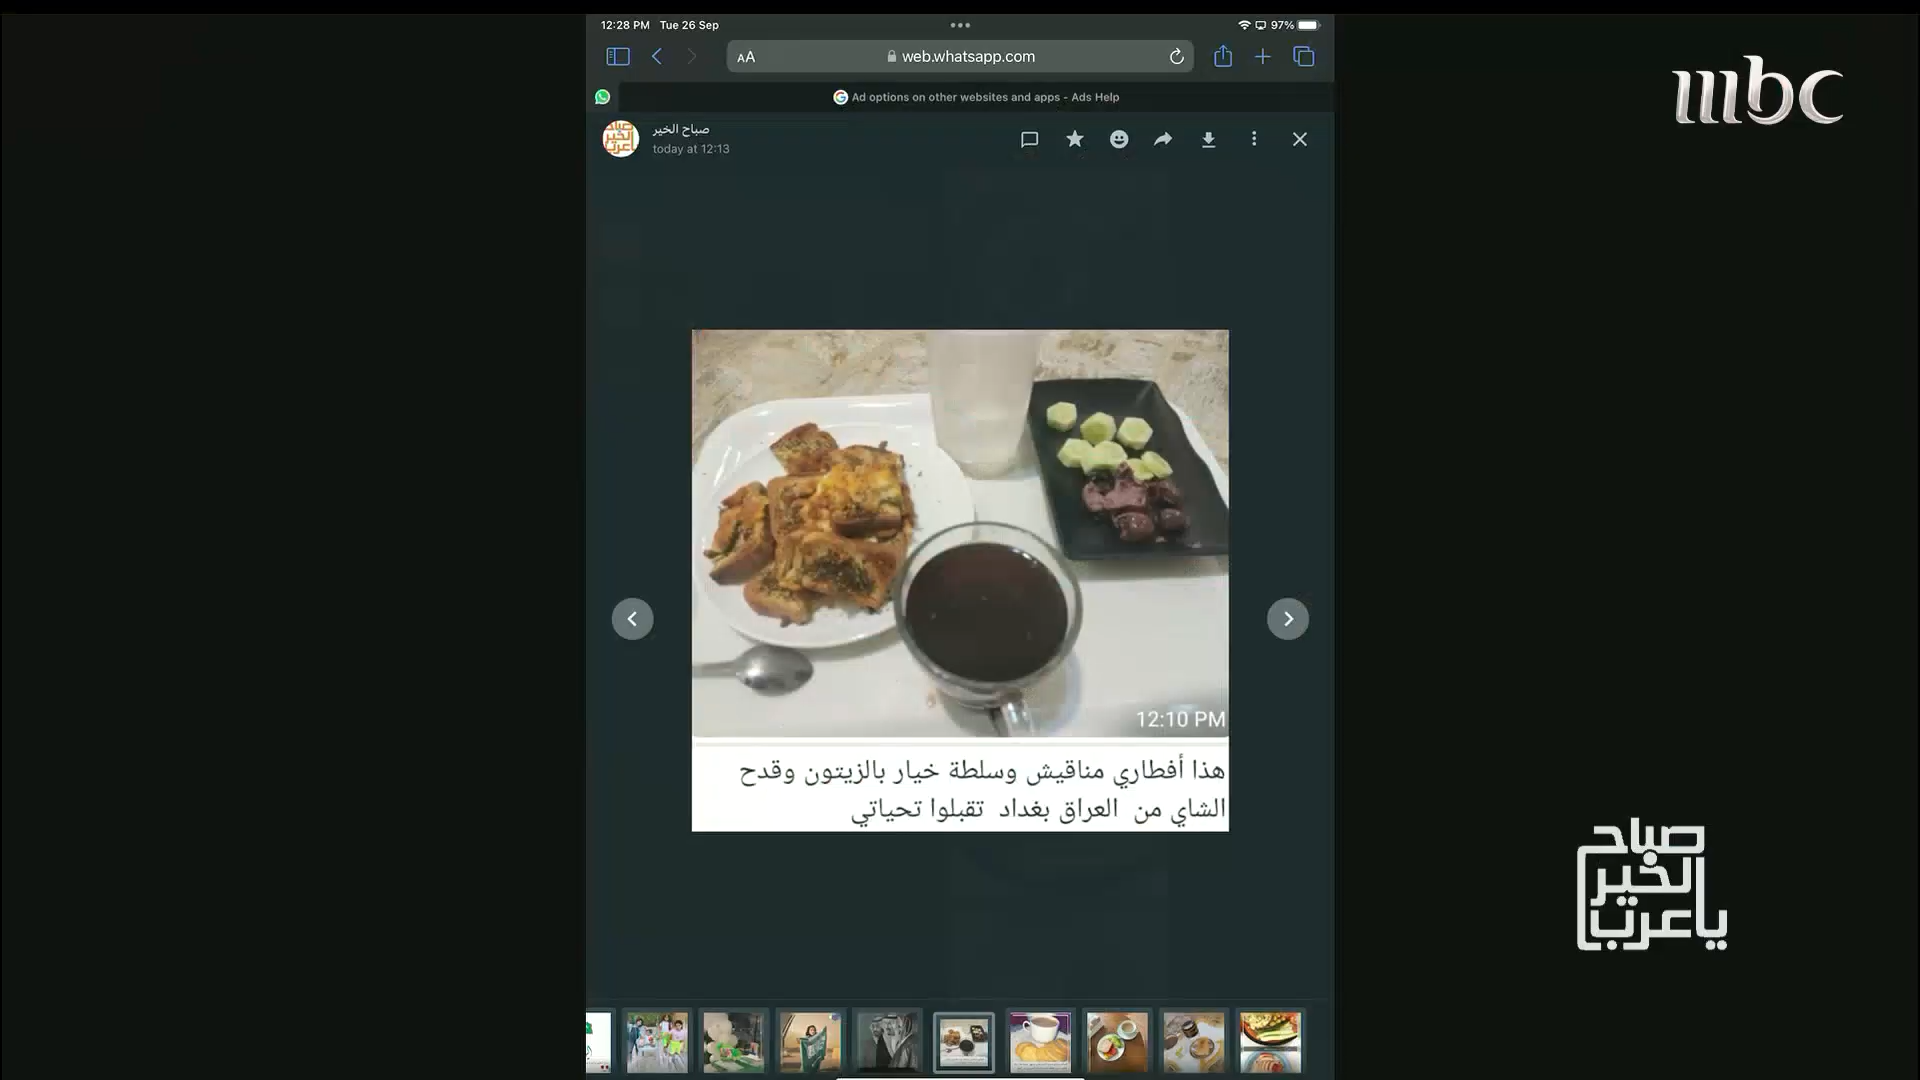 12:28 PM Tue 26 Sep
97%
AA
web.whatsapp.com
mbc
Ad options on other websites and apps - Ads Help
صباح الخير
today at 12:13
12:10 PM
هذا أفطاري مناقيش وسلطة خيار بالزيتون وقدح
الشاي من العراق بغداد تقبلوا تحياتي
صباح
الخير
يا عرب